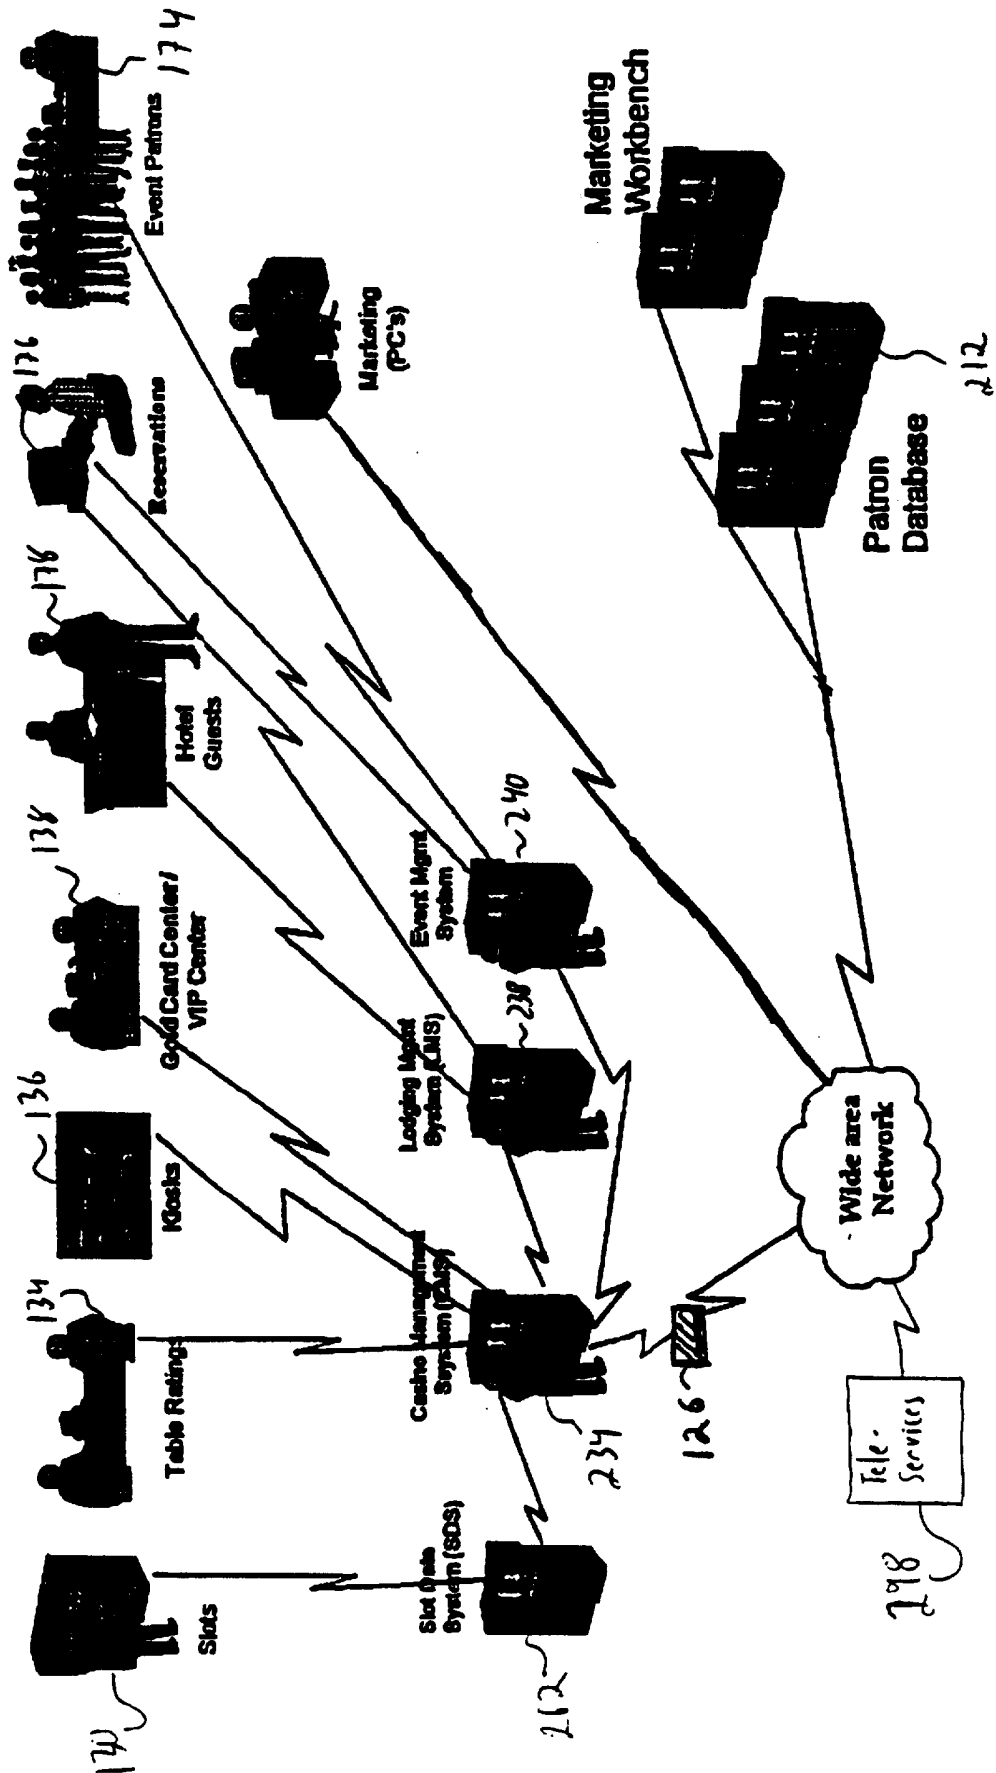 134
136
138
178
176
174
Slots
Table Ratings
Kiosks
Gold Card Center /
VIP Center
Hotel
Guests
Reservations
Event Patrons
Marketing
(PC's)
Slot Data
System (SDS)
Casino Management
System (CMS)
Lodging Mgmt
System (LMS)
Event Mgmt
System
262
234
238
240
126
Marketing
Workbench
Wide area
Network
Patron
Database
212
Tele-
Services
298